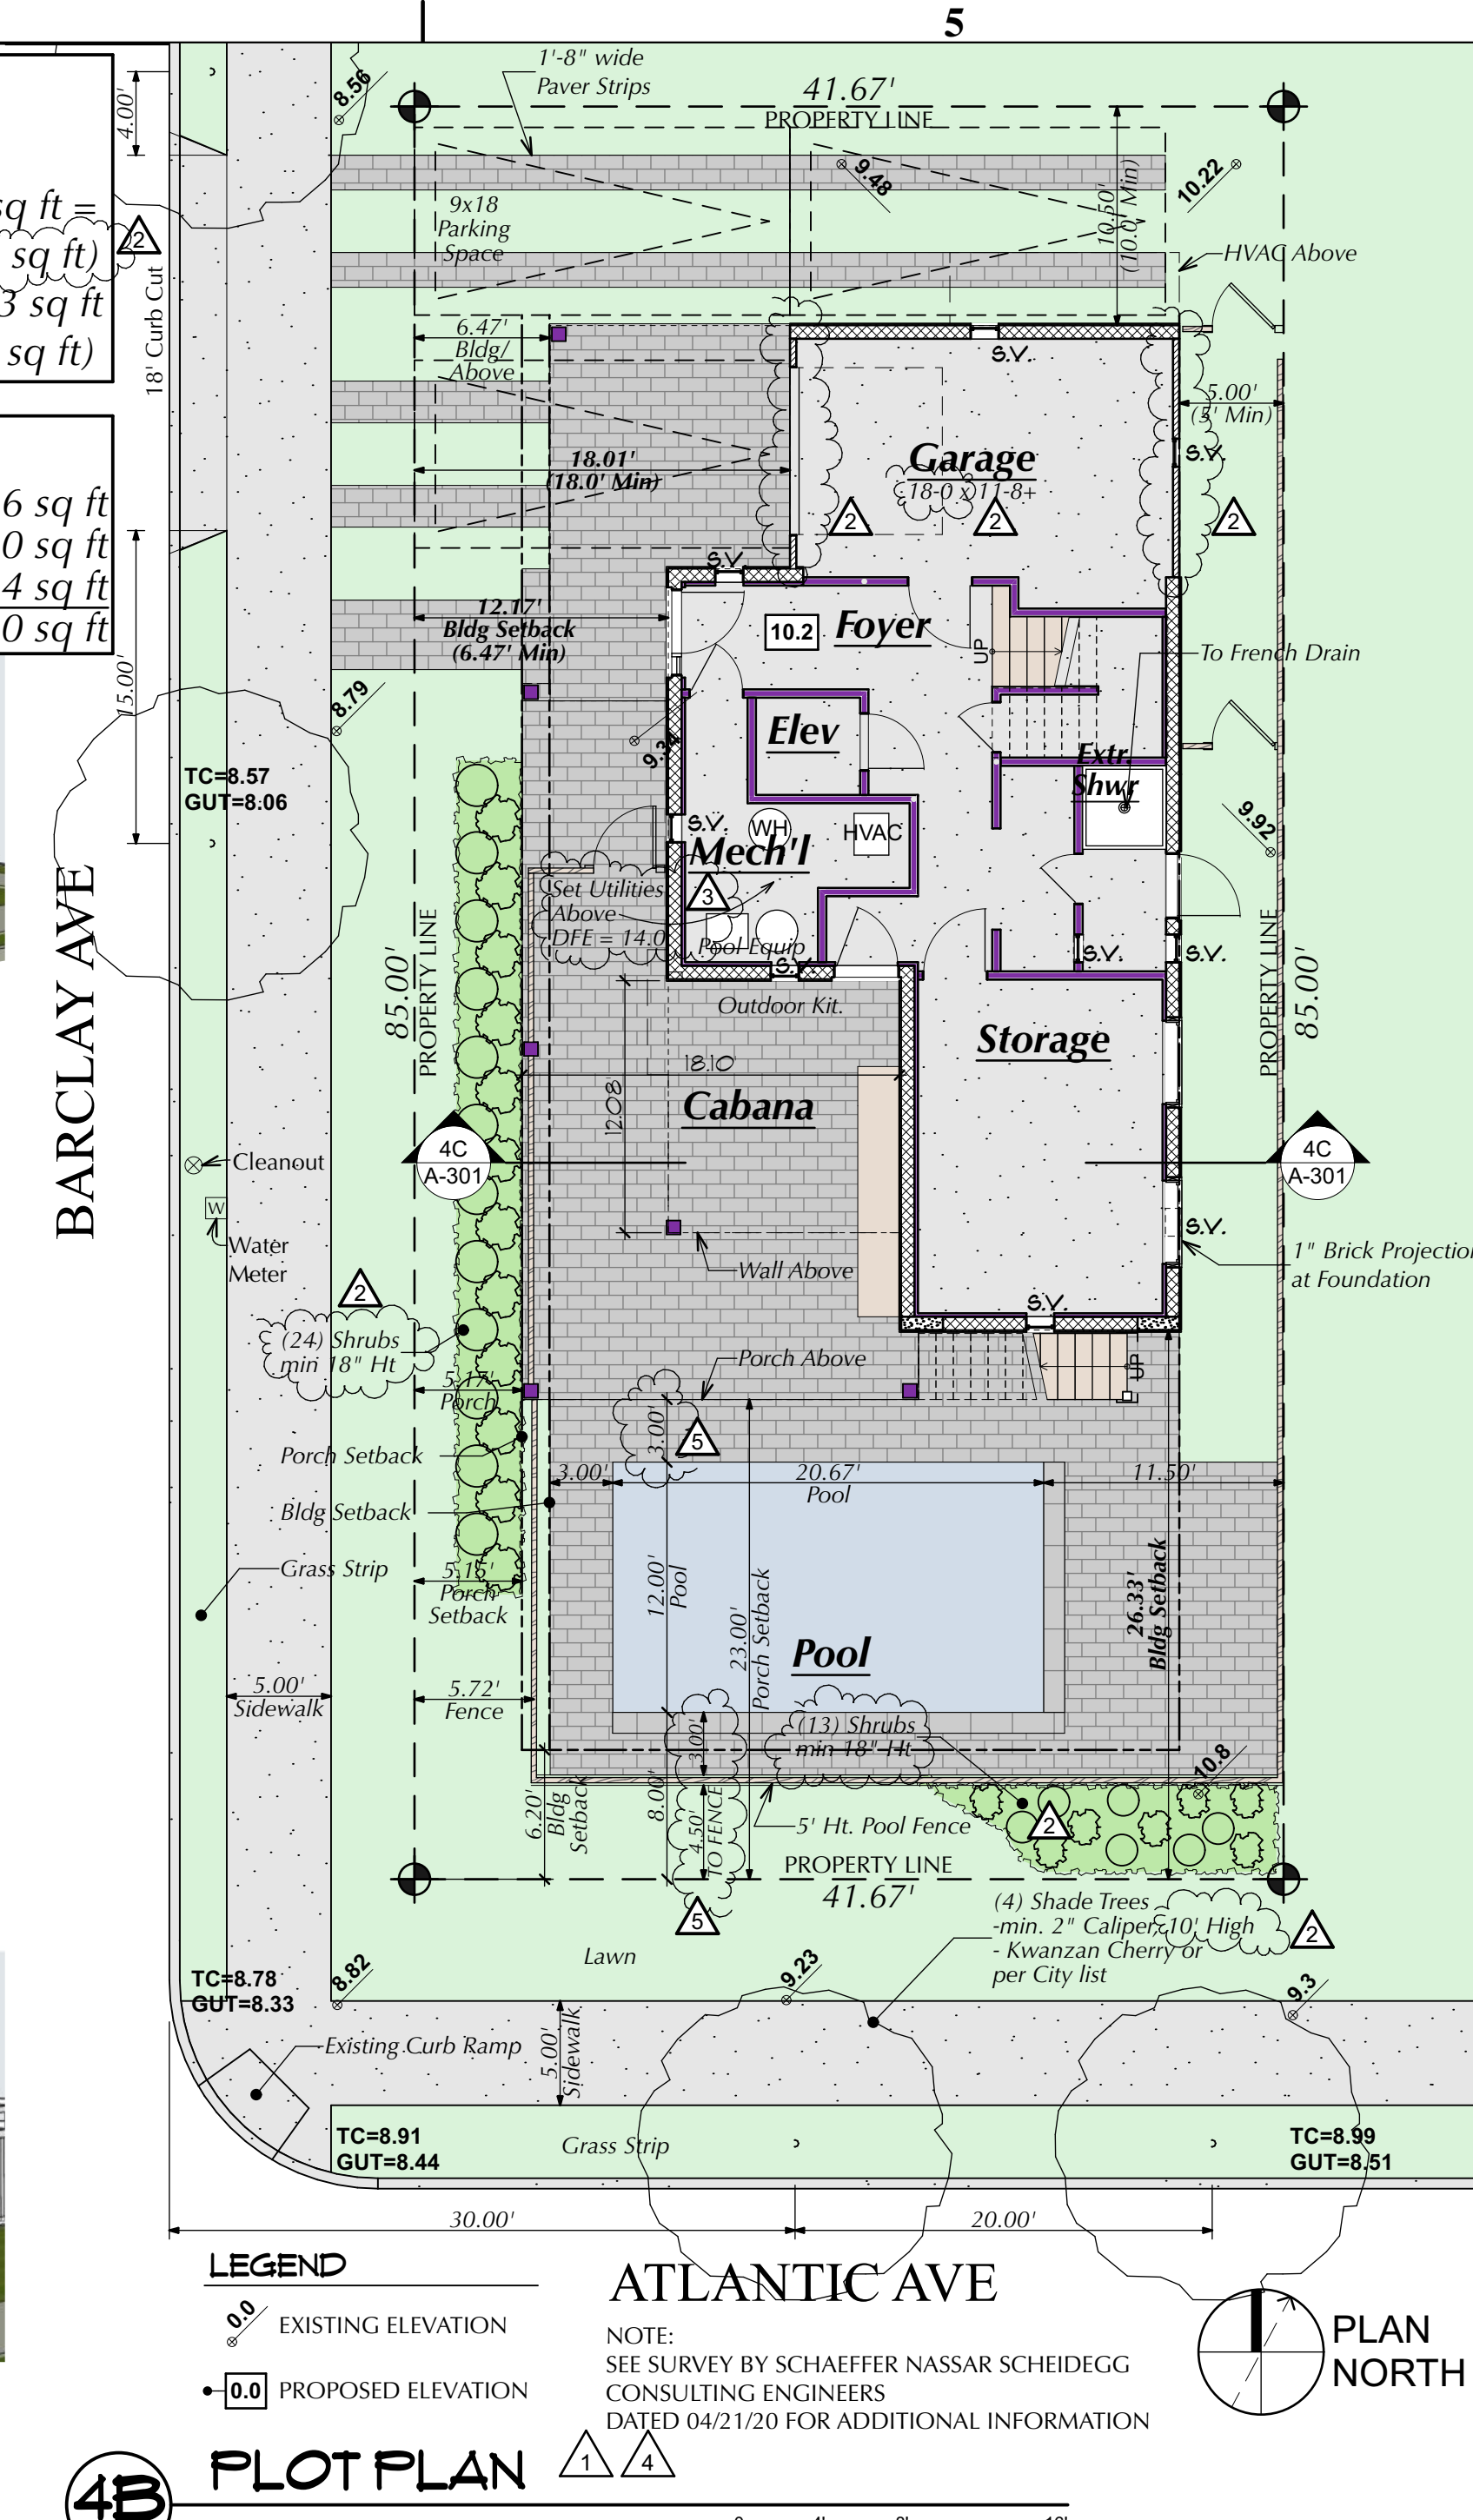 5
1'-8" wide
Paver Strips
41.67'
PROPERTY LINE
8.56
4.00'
sq ft =
sq ft)
3 sq ft
sq ft)
2
18' Curb Cut
9x18
Parking
Space
9.48
10.22
10.50'
(10.0' Min)
HVAC Above
6.47'
Bldg/
Above
S.V.
5.00'
(5' Min)
6 sq ft
0 sq ft
4 sq ft
0 sq ft
18.01'
(18.0' Min)
Garage
18-0 x 11-8+
S.V.
2
2
2
S.V.
12.17'
Bldg Setback
(6.47' Min)
10.2
Foyer
UP
To French Drain
15.00'
8.79
9.34
Elev
Extr.
Shwr
TC=8.57
GUT=8.06
S.V.
WH
HVAC
Mech'l
9.92
3
Set Utilities
Above
DFE = 14.0
Pool Equip
S.V.
S.V.
S.V.
BARCLAY AVE
85.00'
PROPERTY LINE
Outdoor Kit.
Storage
PROPERTY LINE
85.00'
18.10
12.08
Cabana
4C
A-301
4C
A-301
Cleanout
W
Water
Meter
S.V.
Wall Above
1" Brick Projection
at Foundation
2
(24) Shrubs
min 18" Ht
S.V.
Porch Above
UP
5.17'
Porch
3.00'
5
Porch Setback
3.00'
20.67'
Pool
11.50'
Bldg Setback
Grass Strip
5.15'
Porch
Setback
12.00'
Pool
23.00'
Porch Setback
26.33'
Bldg Setback
Pool
5.00'
Sidewalk
5.72'
Fence
(13) Shrubs
min 18" Ht
3.00'
10.8
6.20'
Bldg
Setback
8.00'
4.50'
TO FENCE
5' Ht. Pool Fence
2
PROPERTY LINE
41.67'
5
(4) Shade Trees
-min. 2" Caliper, 10' High
- Kwanzan Cherry or
per City list
2
Lawn
TC=8.78
GUT=8.33
8.82
9.23
9.3
Existing Curb Ramp
5.00'
Sidewalk
TC=8.91
GUT=8.44
Grass Strip
TC=8.99
GUT=8.51
30.00'
20.00'
LEGEND
ATLANTIC AVE
0.0
EXISTING ELEVATION
0.0
PROPOSED ELEVATION
NOTE:
SEE SURVEY BY SCHAEFFER NASSAR SCHEIDEGG
CONSULTING ENGINEERS
DATED 04/21/20 FOR ADDITIONAL INFORMATION
PLAN
NORTH
4B
PLOT PLAN
1
4